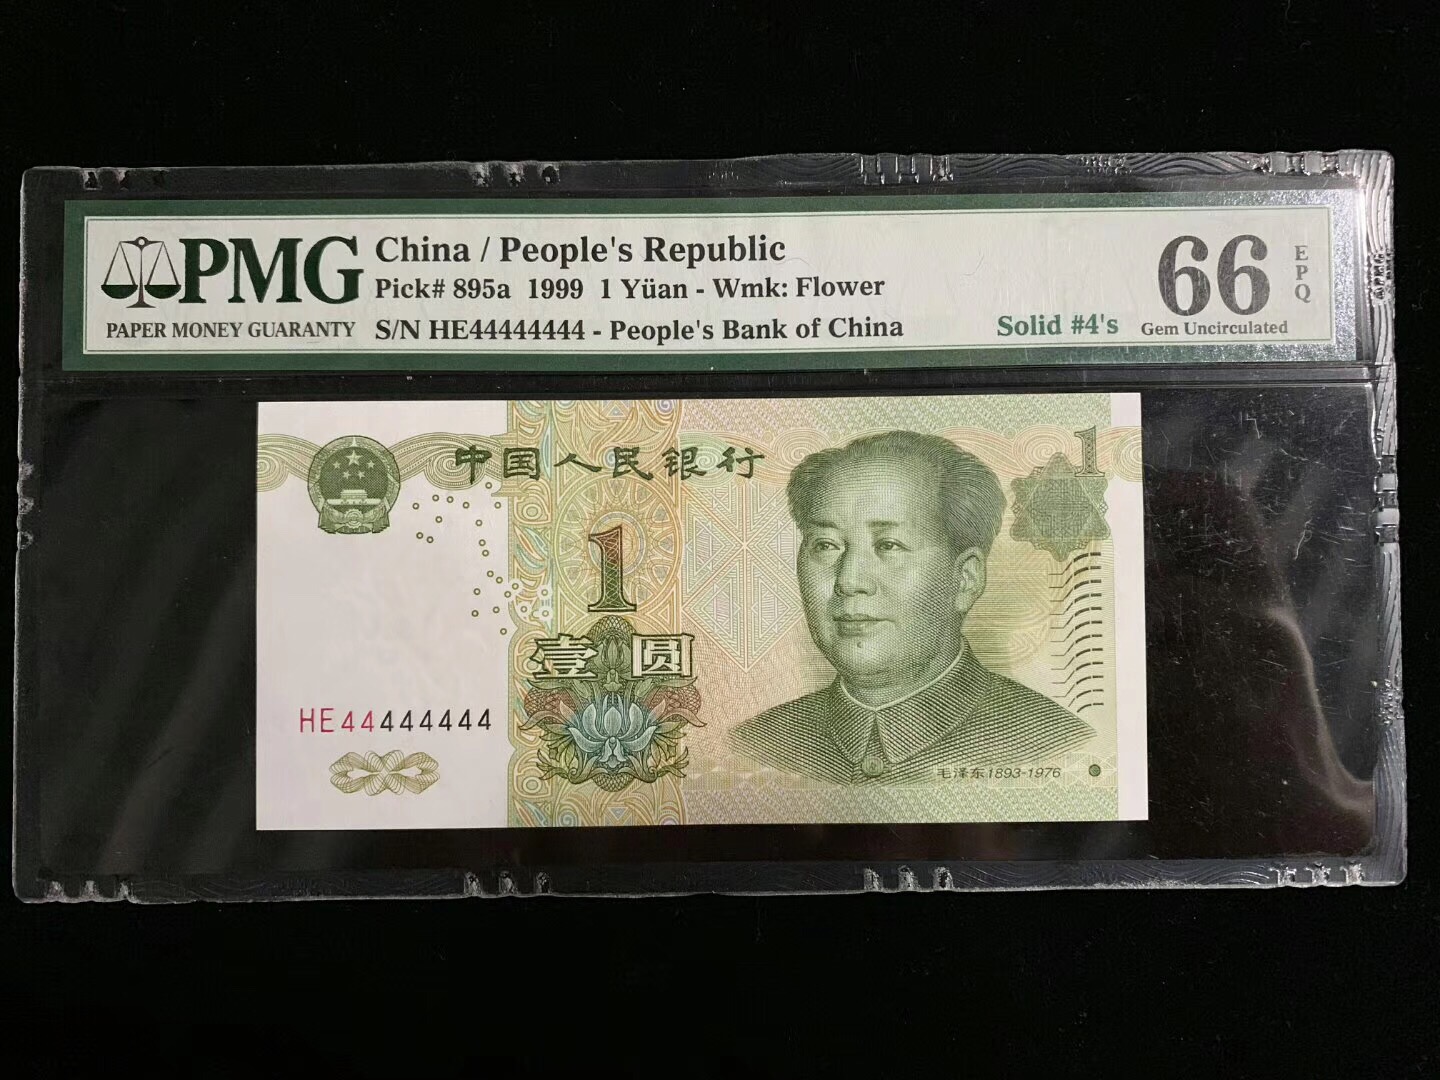 PMG
PAPER MONEY GUARANTY
China / People's Republic
Pick# 895a 1999 1 Yüan - Wmk: Flower
S/N HE44444444 - People's Bank of China
Solid #4's
66
EPQ
Gem Uncirculated
PMG
中国人民银行
1
1
壹圆
HE44444444
毛泽东1893-1976